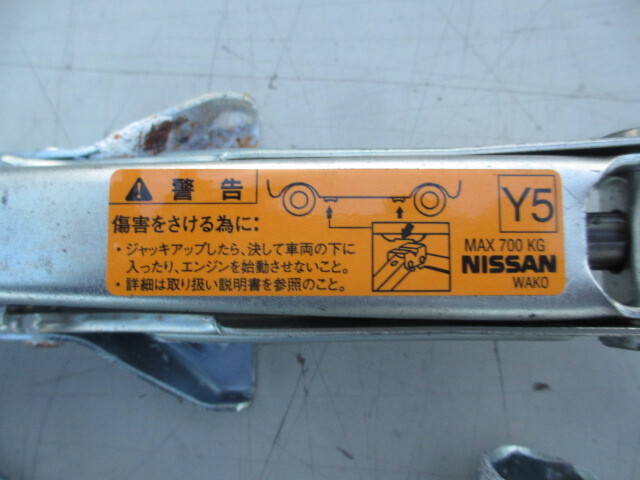 警告
傷害をさける為に:
・ジャッキアップしたら、決して車両の下に
入ったり、エンジンを始動させないこと。
・詳細は取り扱い説明書を参照のこと。
Y5
MAX 700 KG
NISSAN
WAKO